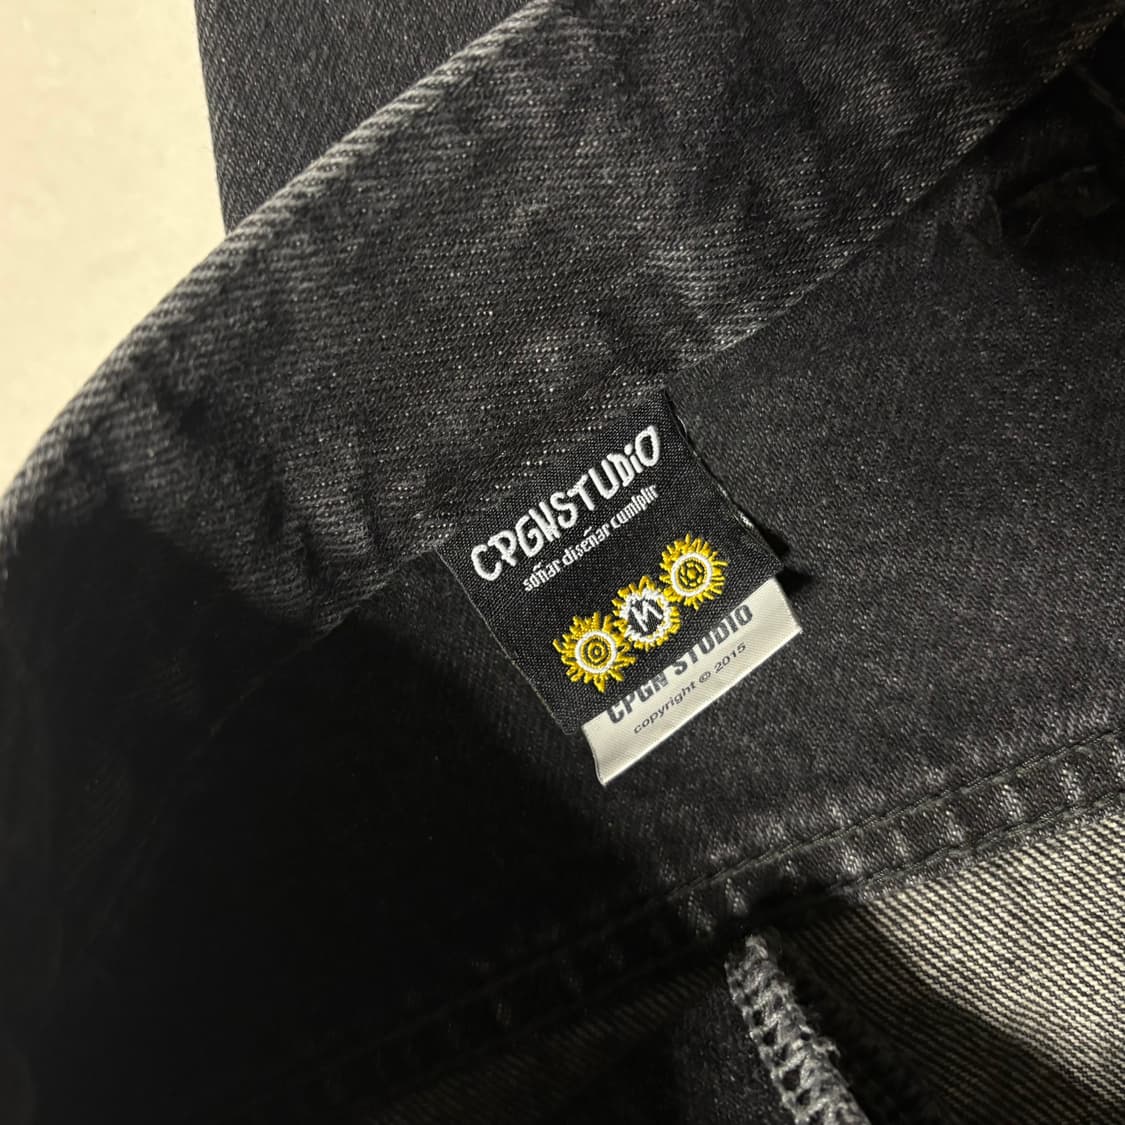 CPGNSTUDiO
soñar diseñar cumplir
N
CPGN STUDIO
copyright © 2015